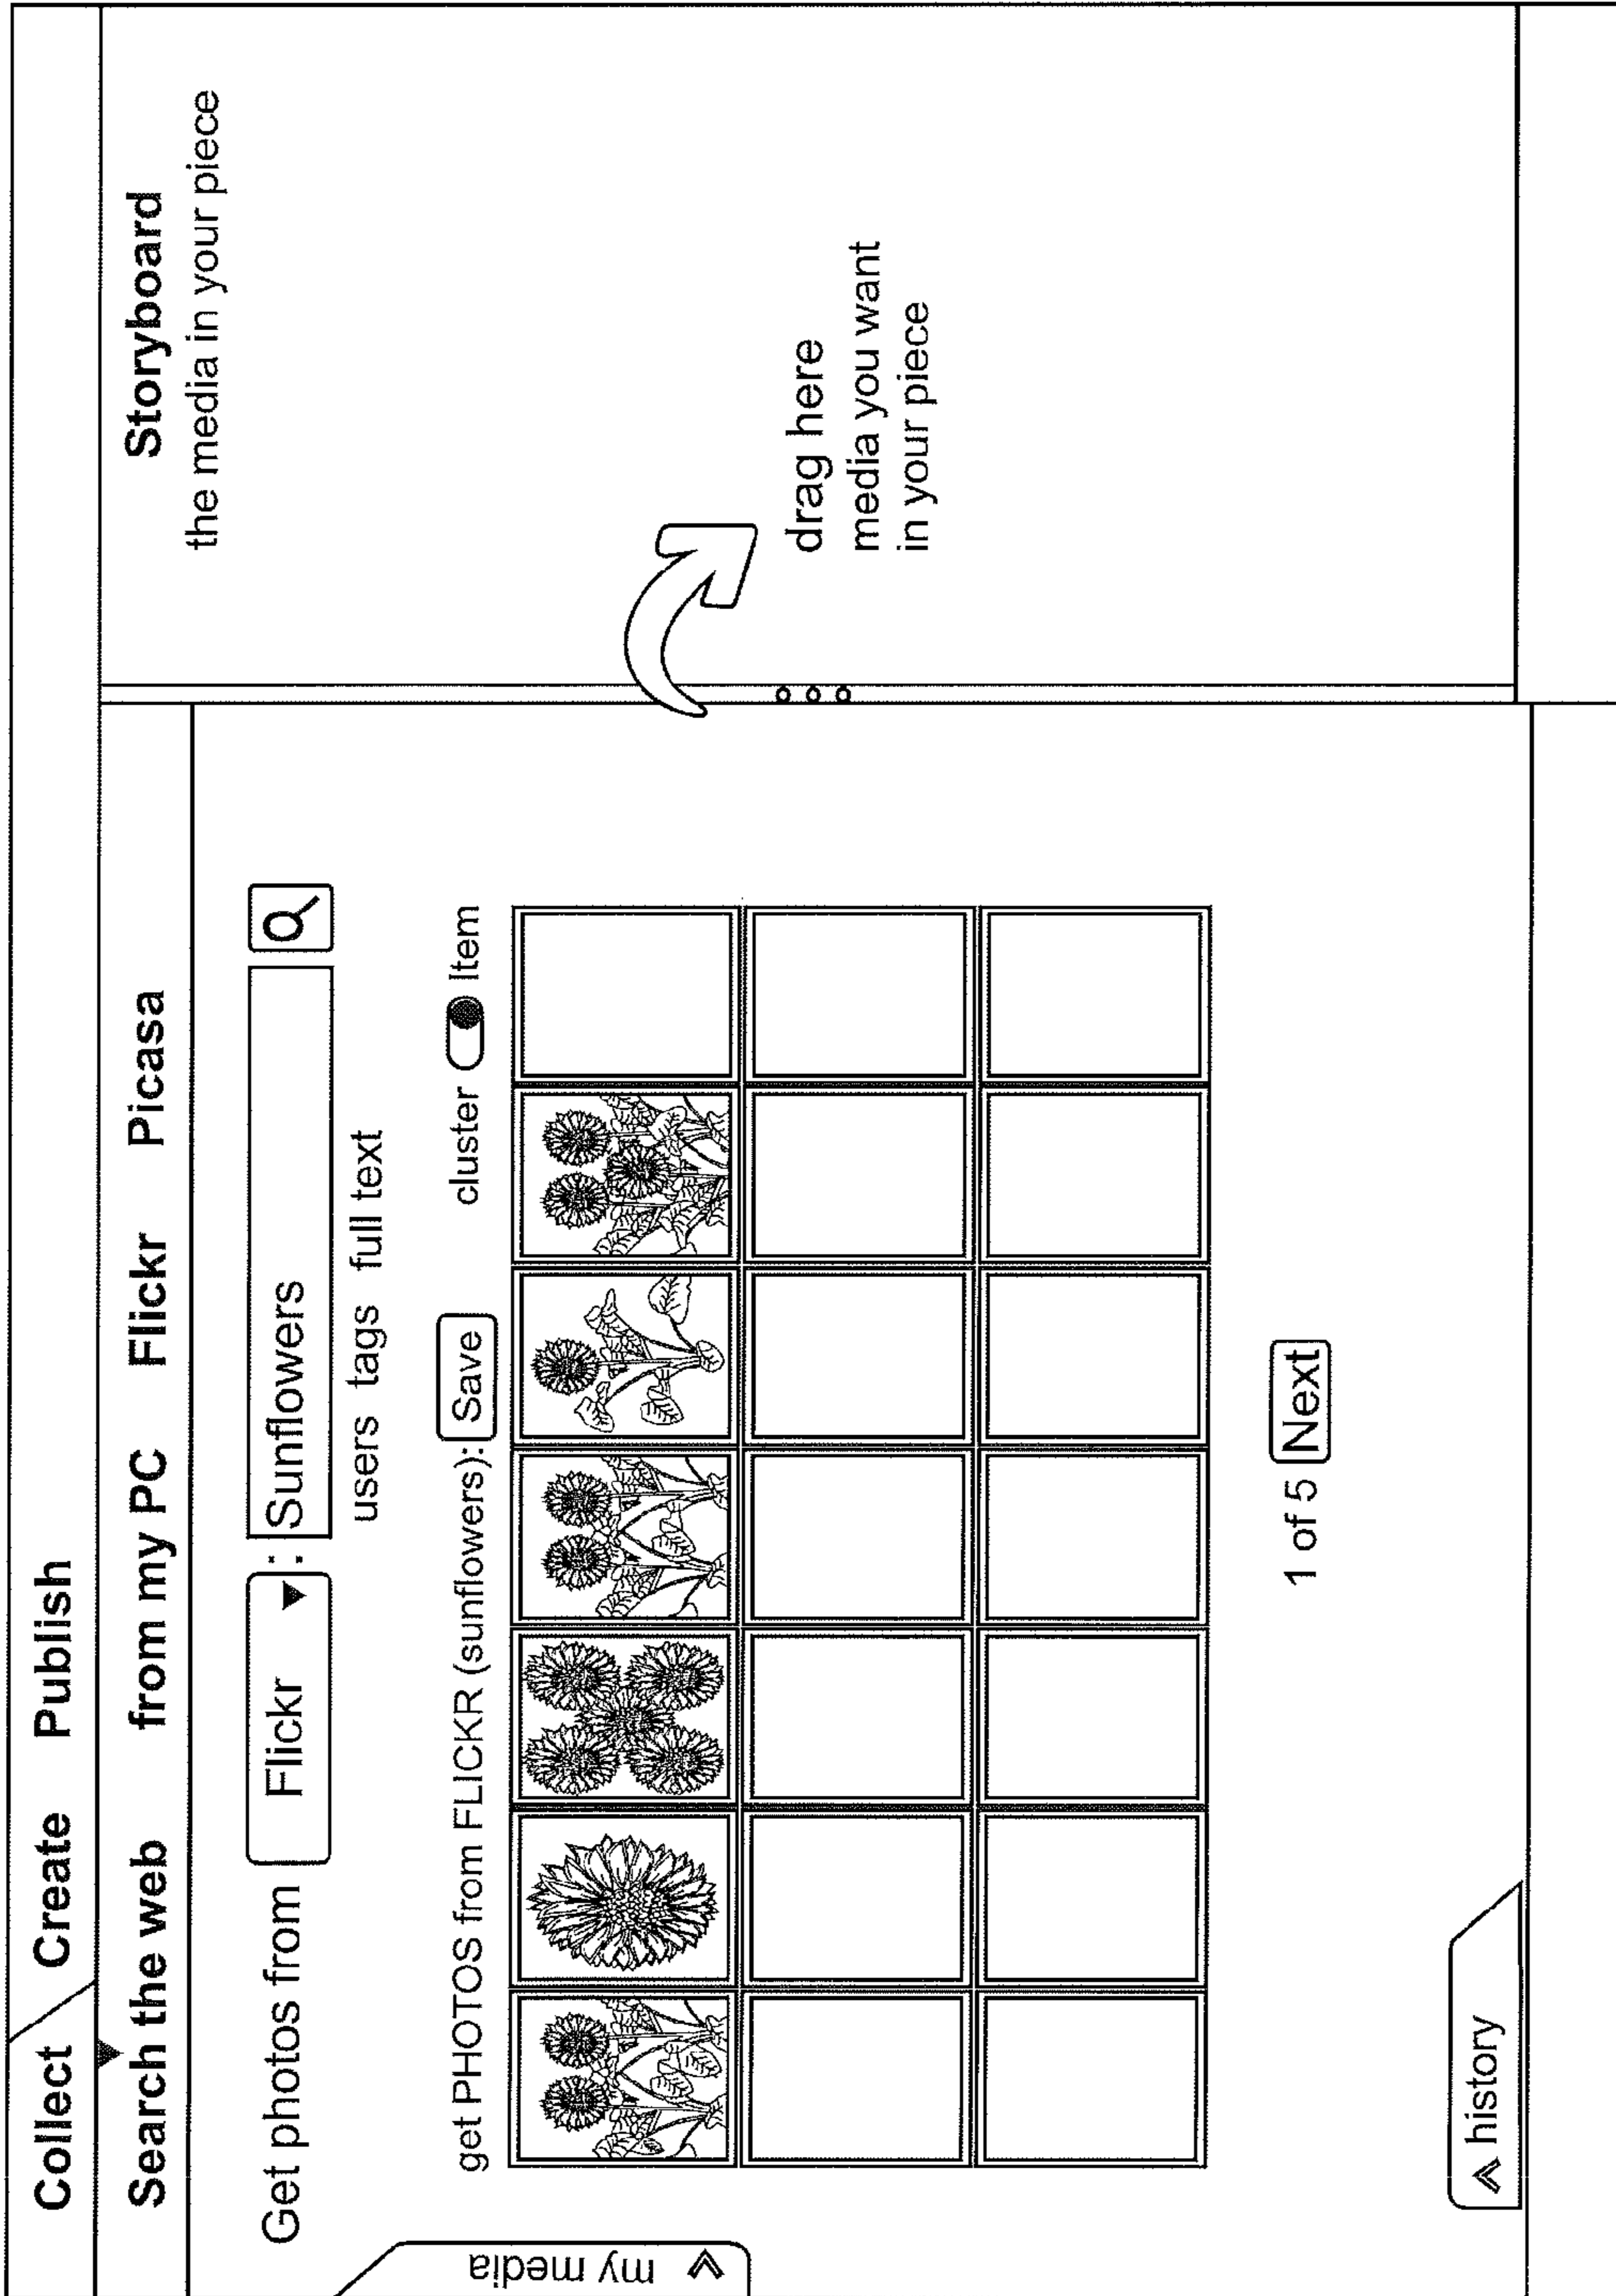 Collect Create Publish
Search the web from my PC Flickr Picasa
Storyboard
the media in your piece
Get photos from Flickr : Sunflowers
users tags full text
get PHOTOS from FLICKR (sunflowers): Save cluster Item
drag here
media you want
in your piece
my media
1 of 5 Next
history